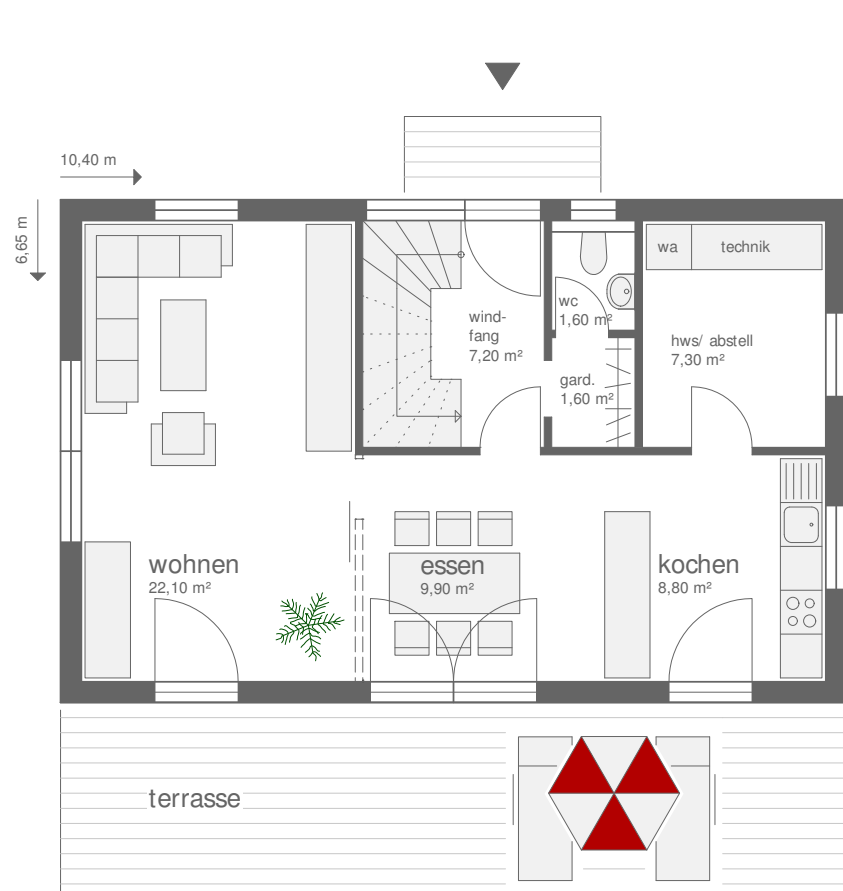 10,40 m
6,65 m
wa
technik
wc
1,60 m²
wind-
fang
7,20 m²
hws/ abstell
7,30 m²
gard.
1,60 m²
wohnen
22,10 m²
essen
9,90 m²
kochen
8,80 m²
terrasse